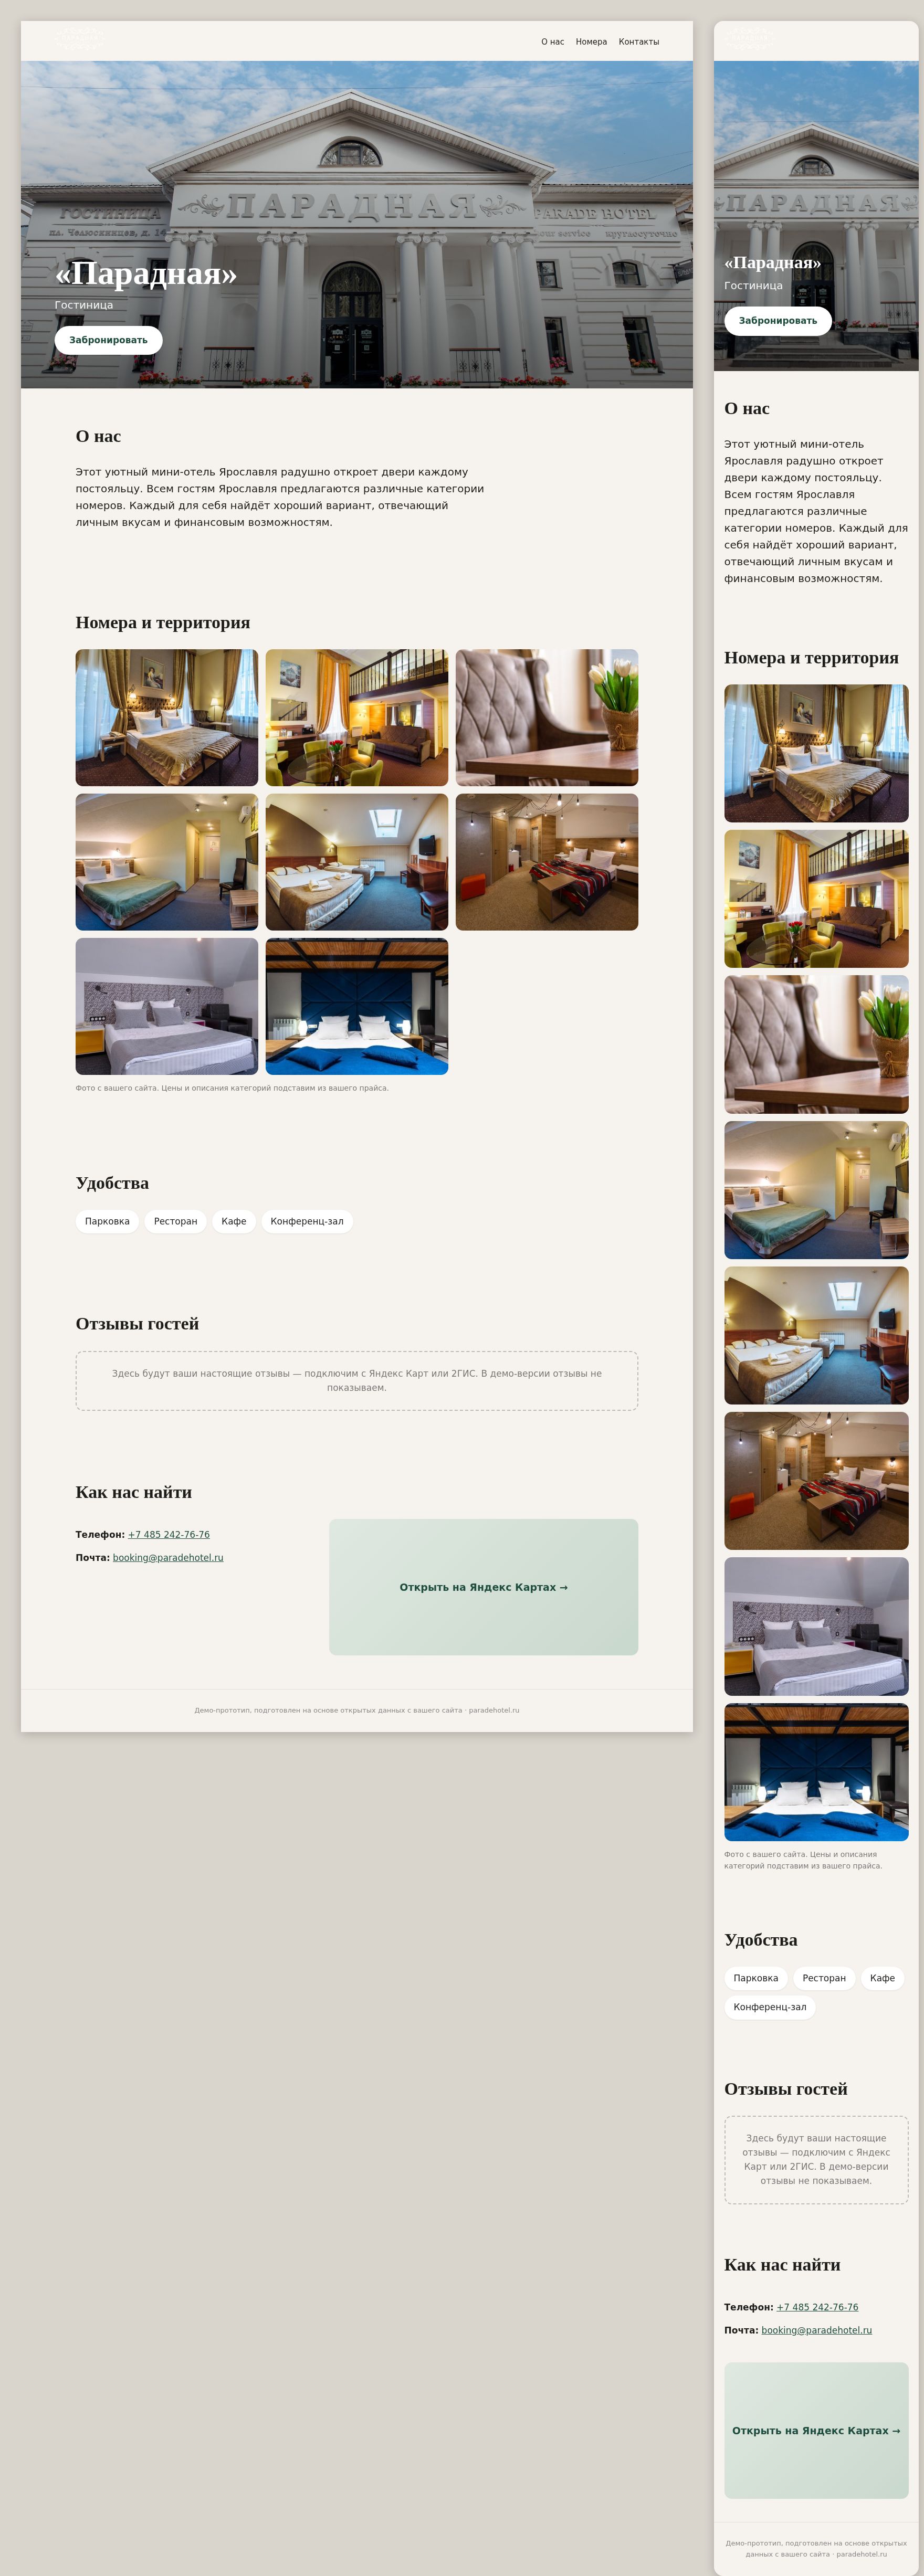 О нас Номера Контакты
ГОСТИНИЦА
пл. Челюскинцев, д. 14
ПАРАДНАЯ
PARADE HOTEL
our service круглосуточно
«Парадная»
Гостиница
Забронировать
О нас
Этот уютный мини-отель Ярославля радушно откроет двери каждому
постояльцу. Всем гостям Ярославля предлагаются различные категории
номеров. Каждый для себя найдёт хороший вариант, отвечающий
личным вкусам и финансовым возможностям.
Номера и территория
Фото с вашего сайта. Цены и описания категорий подставим из вашего прайса.
Удобства
Парковка Ресторан Кафе Конференц-зал
Отзывы гостей
Здесь будут ваши настоящие отзывы — подключим с Яндекс Карт или 2ГИС. В демо-версии отзывы не
показываем.
Как нас найти
Телефон: +7 485 242-76-76
Почта: booking@paradehotel.ru
Открыть на Яндекс Картах →
Демо-прототип, подготовлен на основе открытых данных с вашего сайта · paradehotel.ru
ПАРАДНАЯ
«Парадная»
Гостиница
Забронировать
О нас
Этот уютный мини-отель
Ярославля радушно откроет
двери каждому постояльцу.
Всем гостям Ярославля
предлагаются различные
категории номеров. Каждый для
себя найдёт хороший вариант,
отвечающий личным вкусам и
финансовым возможностям.
Номера и территория
Фото с вашего сайта. Цены и описания
категорий подставим из вашего прайса.
Удобства
Парковка Ресторан Кафе
Конференц-зал
Отзывы гостей
Здесь будут ваши настоящие
отзывы — подключим с Яндекс
Карт или 2ГИС. В демо-версии
отзывы не показываем.
Как нас найти
Телефон: +7 485 242-76-76
Почта: booking@paradehotel.ru
Открыть на Яндекс Картах →
Демо-прототип, подготовлен на основе открытых
данных с вашего сайта · paradehotel.ru